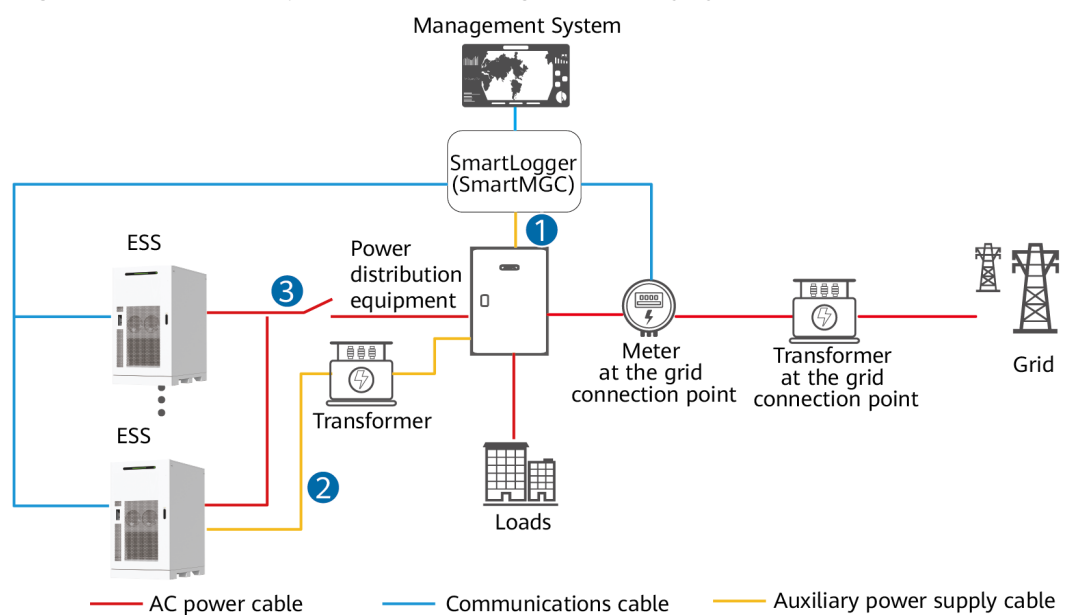 Management System
SmartLogger
(SmartMGC)
1
ESS
Power
distribution
equipment
3
0000
Meter
at the grid
connection point
Transformer
at the grid
connection point
Grid
Transformer
ESS
2
Loads
AC power cable
Communications cable
Auxiliary power supply cable